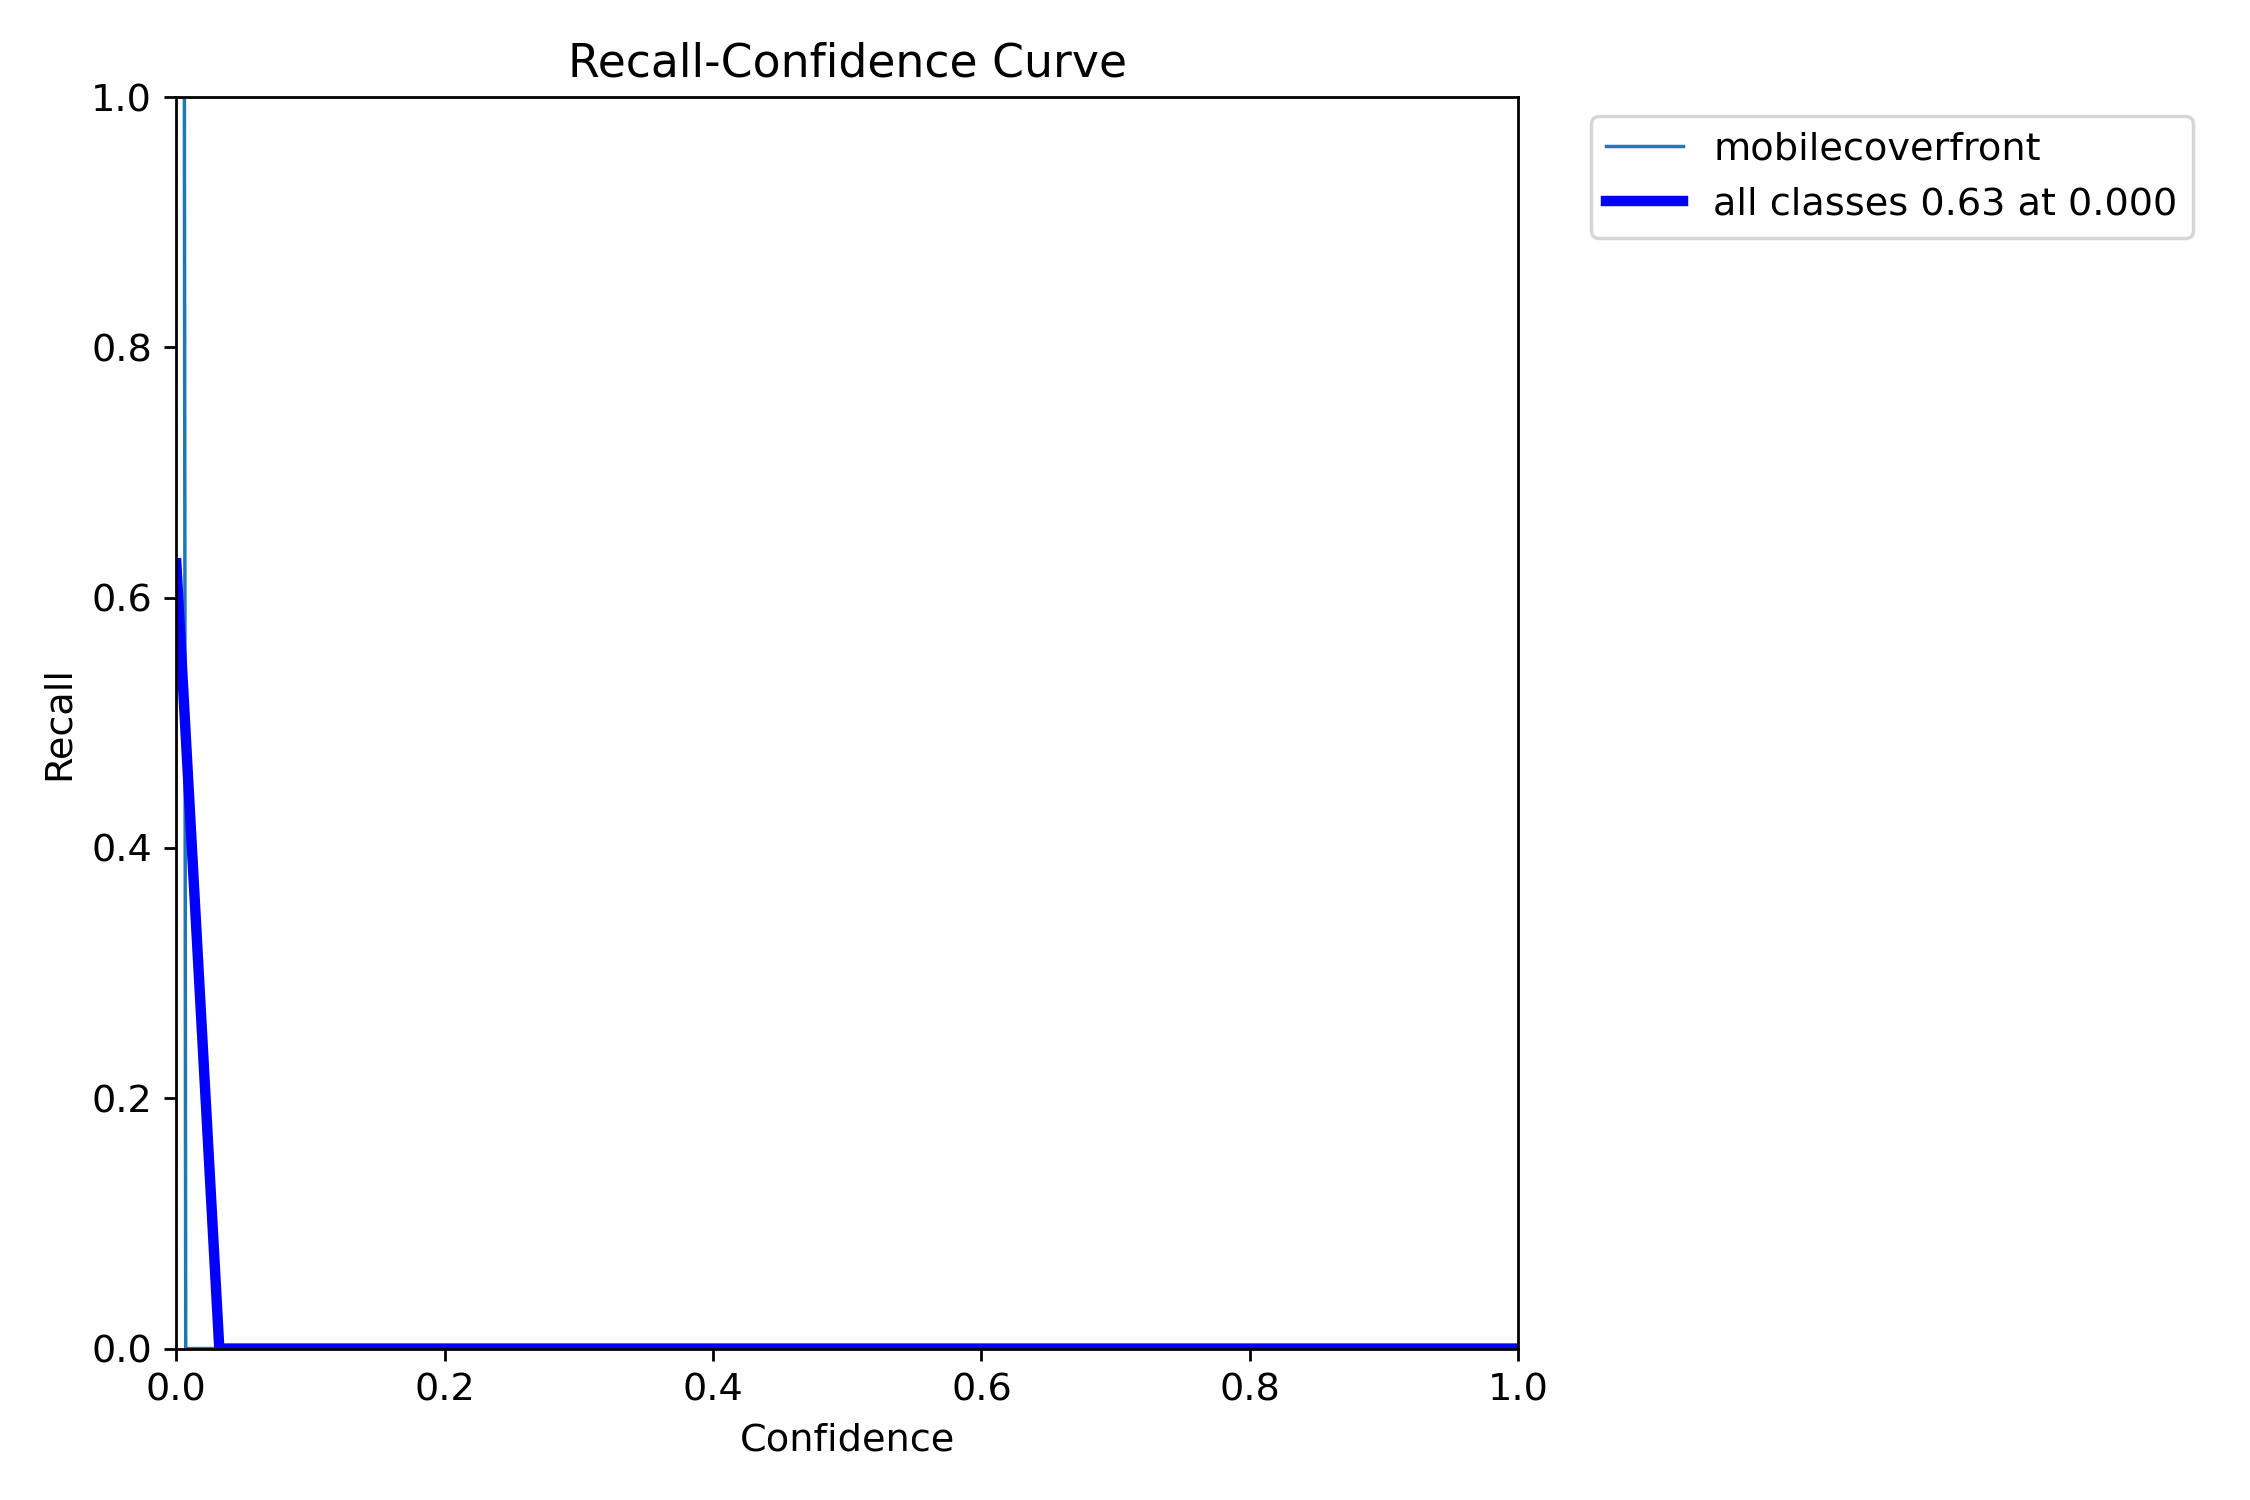 Recall-Confidence Curve
mobilecoverfront
all classes 0.63 at 0.000
1.0
0.8
0.6
0.4
0.2
0.0
Recall
0.0 0.2 0.4 0.6 0.8 1.0
Confidence